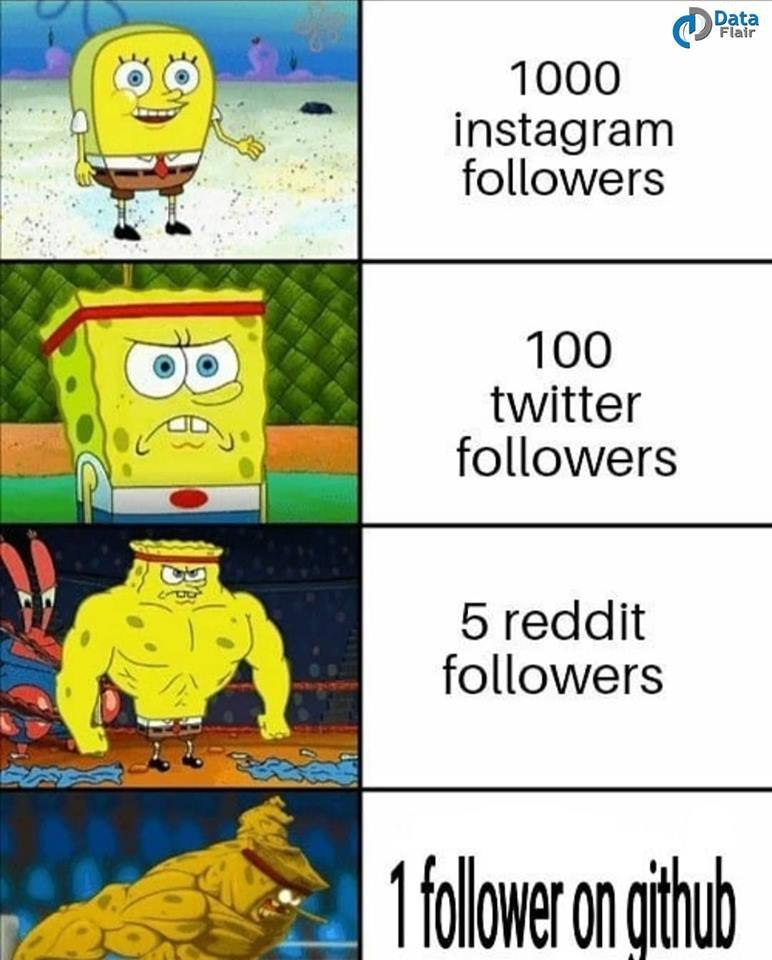 Data
Flair
1000
instagram
followers
100
twitter
followers
5 reddit
followers
1 follower on github